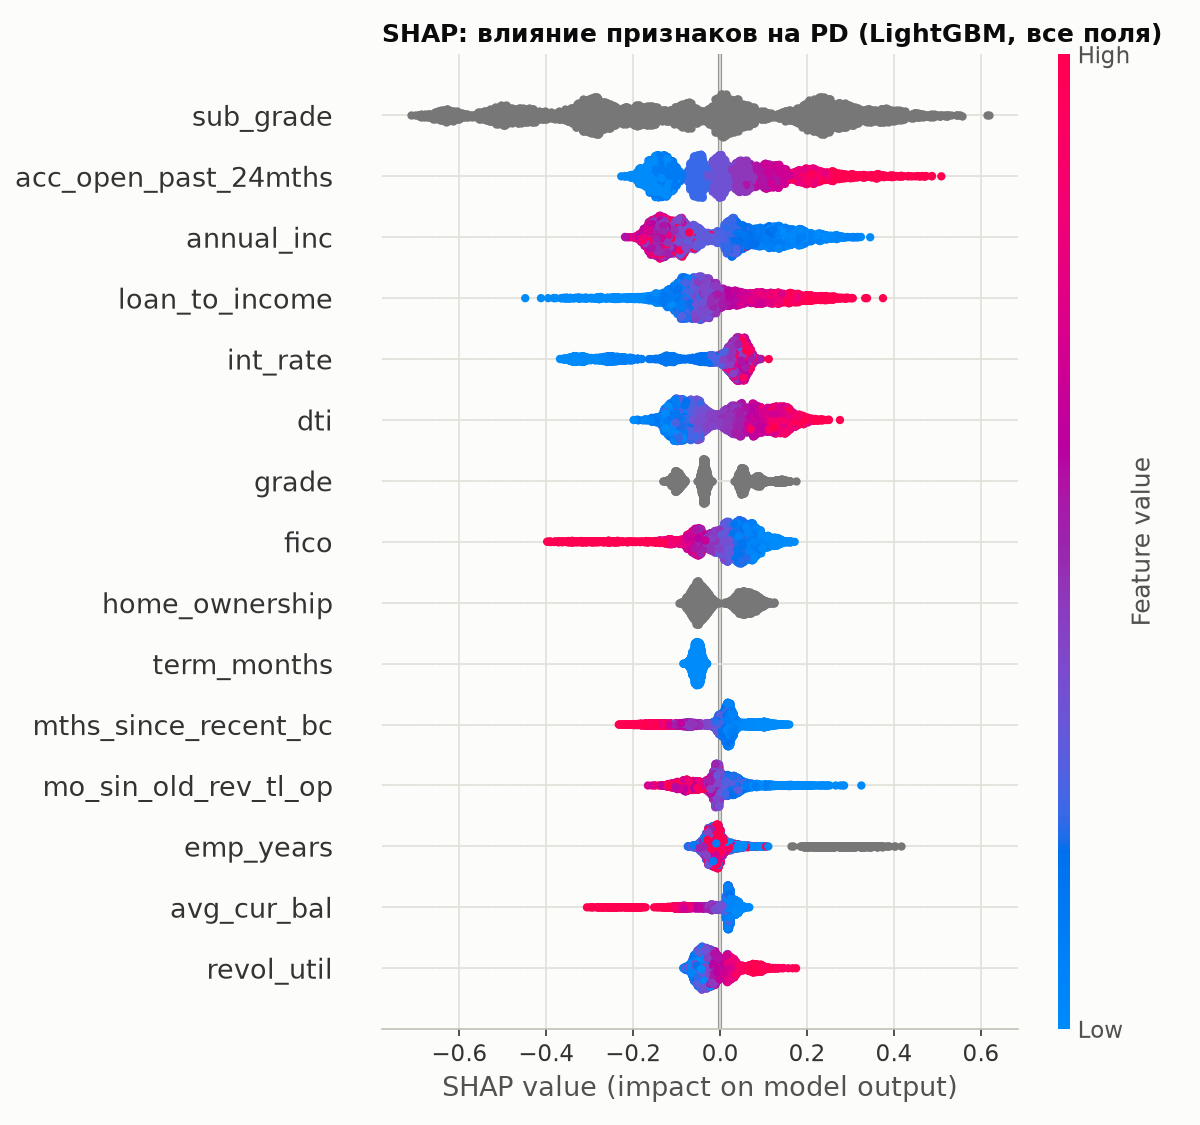 SHAP: влияние признаков на PD (LightGBM, все поля)
High
sub_grade
acc_open_past_24mths
annual_inc
loan_to_income
int_rate
dti
grade
fico
home_ownership
term_months
mths_since_recent_bc
mo_sin_old_rev_tl_op
emp_years
avg_cur_bal
revol_util
Feature value
Low
−0.6 −0.4 −0.2 0.0 0.2 0.4 0.6
SHAP value (impact on model output)